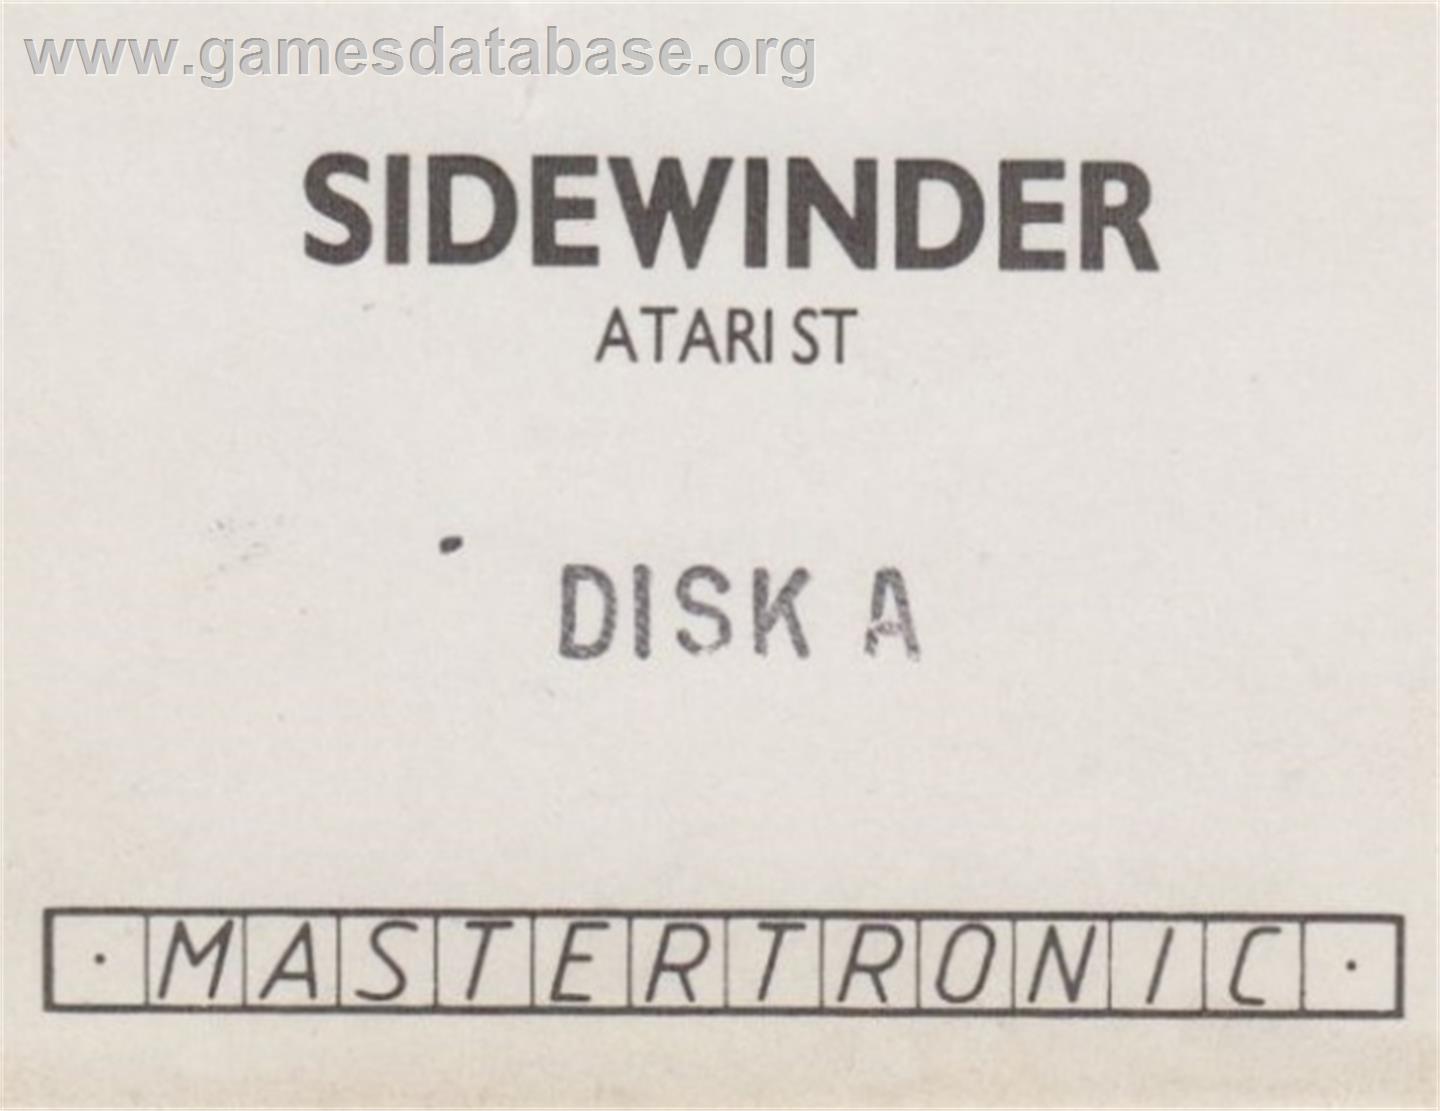 www.gamesdatabase.org
SIDEWINDER
ATARI ST
DISK A
· MASTERTRONIC ·